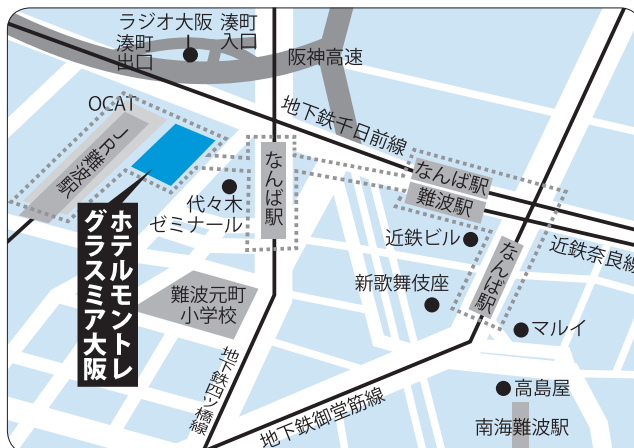 ラジオ大阪
湊町
出口
湊町
入口
阪神高速
OCAT
JR難波駅
地下鉄千日前線
なんば駅
なんば駅
難波駅
代々木
ゼミナール
近鉄ビル
近鉄奈良線
なんば駅
ホテルモントレ
グラスミア大阪
新歌舞伎座
難波元町
小学校
マルイ
地下鉄四ツ橋線
高島屋
地下鉄御堂筋線
南海難波駅